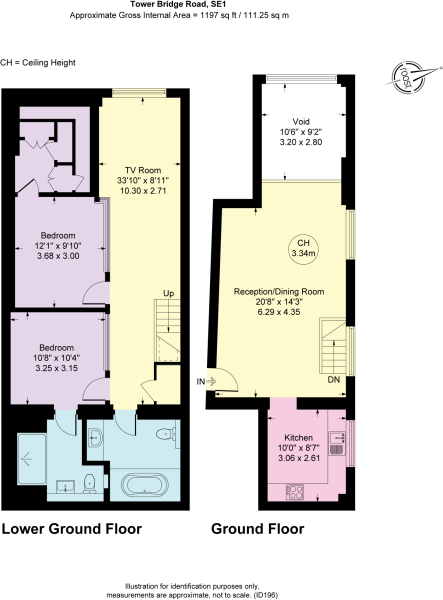 Tower Bridge Road, SE1
Approximate Gross Internal Area = 1197 sq ft / 111.25 sq m
CH = Ceiling Height
TV Room
33'10" x 8'11"
10.30 x 2.71
Bedroom
12'1" x 9'10"
3.68 x 3.00
Up
Bedroom
10'8" x 10'4"
3.25 x 3.15
Lower Ground Floor
Void
10'6" x 9'2"
3.20 x 2.80
CH
3.34m
Reception/Dining Room
20'8" x 14'3"
6.29 x 4.35
IN
DN
Kitchen
10'0" x 8'7"
3.06 x 2.61
Ground Floor
Illustration for identification purposes only,
measurements are approximate, not to scale. (ID196)